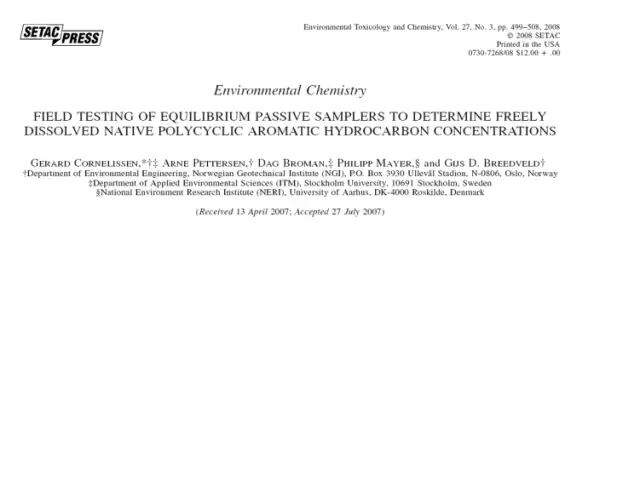 SETAC PRESS
Environmental Toxicology and Chemistry, Vol. 27, No. 3, pp. 499–508, 2008
© 2008 SETAC
Printed in the USA
0730-7268/08 $12.00 + .00
Environmental Chemistry
FIELD TESTING OF EQUILIBRIUM PASSIVE SAMPLERS TO DETERMINE FREELY
DISSOLVED NATIVE POLYCYCLIC AROMATIC HYDROCARBON CONCENTRATIONS
GERARD CORNELISSEN,*†‡ ARNE PETTERSEN,† DAG BROMAN,‡ PHILIPP MAYER,§ and GIJS D. BREEDVELD†
†Department of Environmental Engineering, Norwegian Geotechnical Institute (NGI), P.O. Box 3930 Ullevål Stadion, N-0806, Oslo, Norway
‡Department of Applied Environmental Sciences (ITM), Stockholm University, 10691 Stockholm, Sweden
§National Environment Research Institute (NERI), University of Aarhus, DK-4000 Roskilde, Denmark
(Received 13 April 2007; Accepted 27 July 2007)